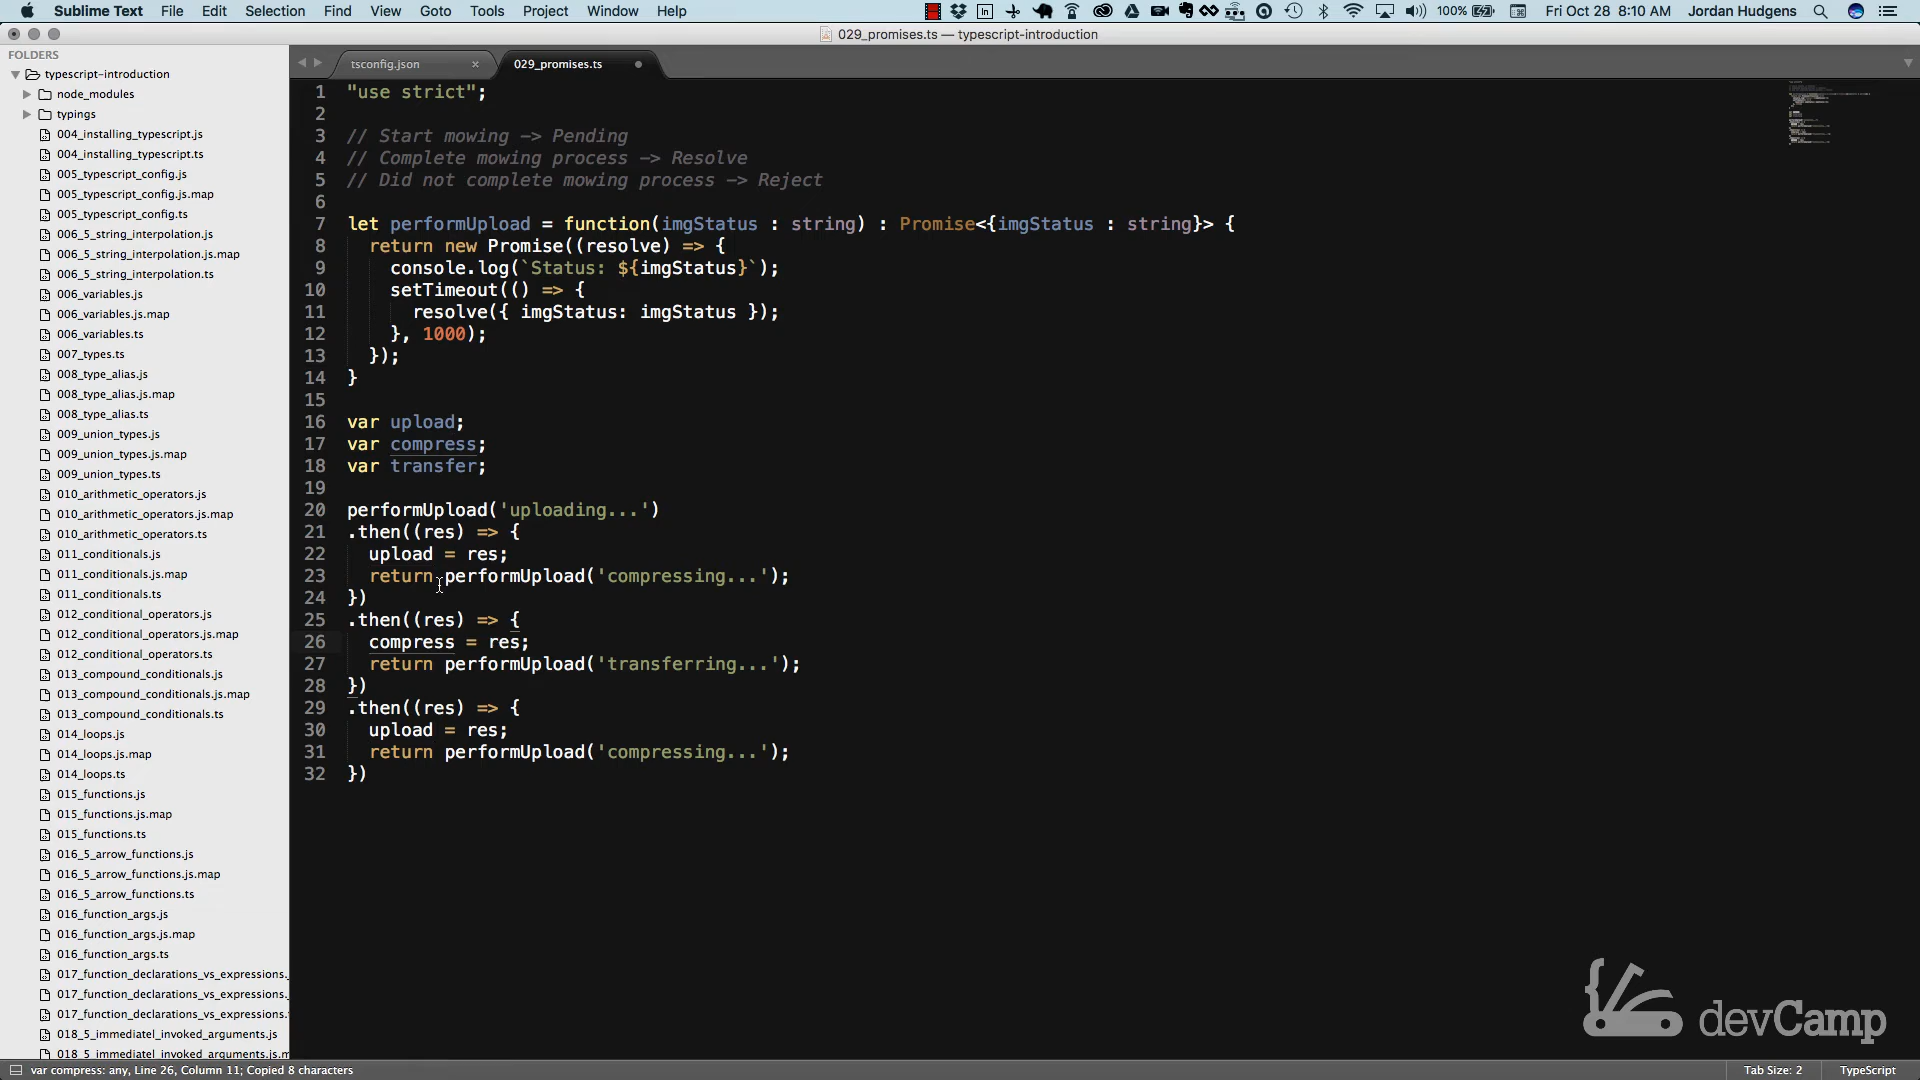 Sublime Text File Edit Selection Find View Goto Tools Project Window Help 100% Fri Oct 28 8:10 AM Jordan Hudgens
029_promises.ts — typescript-introduction
FOLDERS
typescript-introduction
node_modules
typings
004_installing_typescript.js
004_installing_typescript.ts
005_typescript_config.js
005_typescript_config.js.map
005_typescript_config.ts
006_5_string_interpolation.js
006_5_string_interpolation.js.map
006_5_string_interpolation.ts
006_variables.js
006_variables.js.map
006_variables.ts
007_types.ts
008_type_alias.js
008_type_alias.js.map
008_type_alias.ts
009_union_types.js
009_union_types.js.map
009_union_types.ts
010_arithmetic_operators.js
010_arithmetic_operators.js.map
010_arithmetic_operators.ts
011_conditionals.js
011_conditionals.js.map
011_conditionals.ts
012_conditional_operators.js
012_conditional_operators.js.map
012_conditional_operators.ts
013_compound_conditionals.js
013_compound_conditionals.js.map
013_compound_conditionals.ts
014_loops.js
014_loops.js.map
014_loops.ts
015_functions.js
015_functions.js.map
015_functions.ts
016_5_arrow_functions.js
016_5_arrow_functions.js.map
016_5_arrow_functions.ts
016_function_args.js
016_function_args.js.map
016_function_args.ts
017_function_declarations_vs_expressions.
017_function_declarations_vs_expressions.
017_function_declarations_vs_expressions.
018_5_immediatel_invoked_arguments.js
018_5_immediatel_invoked_arguments.js.m
tsconfig.json
029_promises.ts
1 "use strict";
2
3 // Start mowing -> Pending
4 // Complete mowing process -> Resolve
5 // Did not complete mowing process -> Reject
6
7 let performUpload = function(imgStatus : string) : Promise<{imgStatus : string}> {
8 return new Promise((resolve) => {
9 console.log(`Status: ${imgStatus}`);
10 setTimeout(() => {
11 resolve({ imgStatus: imgStatus });
12 }, 1000);
13 });
14 }
15
16 var upload;
17 var compress;
18 var transfer;
19
20 performUpload('uploading...')
21 .then((res) => {
22 upload = res;
23 return performUpload('compressing...');
24 })
25 .then((res) => {
26 compress = res;
27 return performUpload('transferring...');
28 })
29 .then((res) => {
30 upload = res;
31 return performUpload('compressing...');
32 })
devCamp
var compress: any, Line 26, Column 11; Copied 8 characters
Tab Size: 2
TypeScript